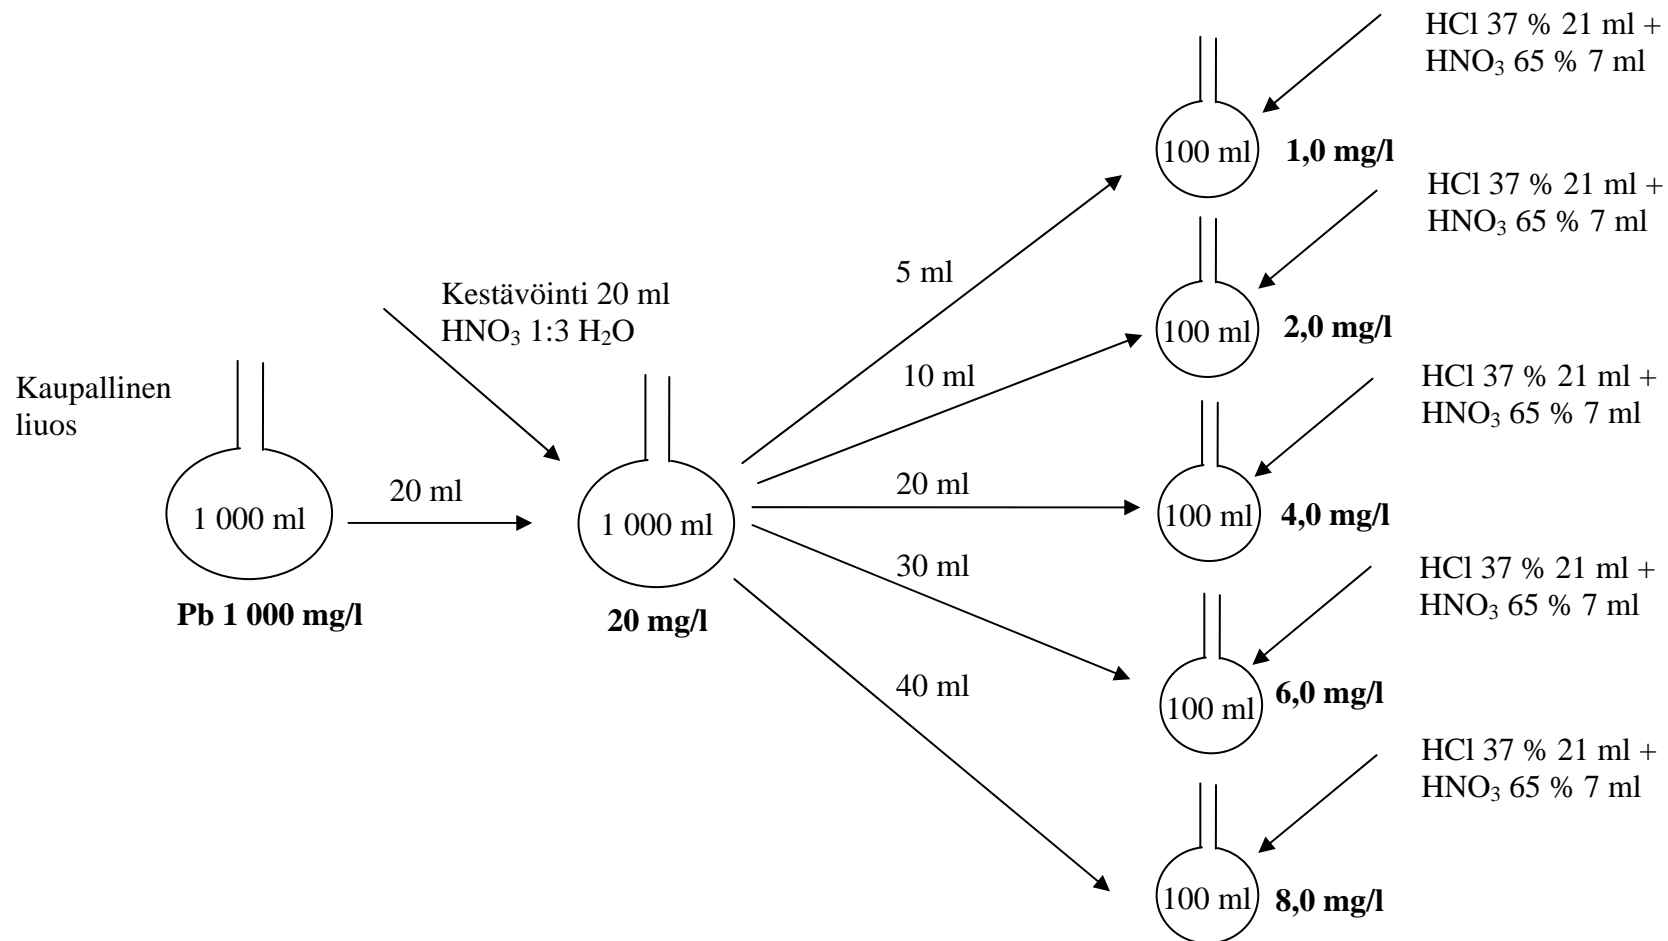 Kaupallinen
liuos
1 000 ml
Pb 1 000 mg/l
20 ml
Kestävöinti 20 ml
HNO₃ 1:3 H₂O
1 000 ml
20 mg/l
5 ml
10 ml
20 ml
30 ml
40 ml
HCl 37 % 21 ml +
HNO₃ 65 % 7 ml
100 ml
1,0 mg/l
HCl 37 % 21 ml +
HNO₃ 65 % 7 ml
100 ml
2,0 mg/l
HCl 37 % 21 ml +
HNO₃ 65 % 7 ml
100 ml
4,0 mg/l
HCl 37 % 21 ml +
HNO₃ 65 % 7 ml
100 ml
6,0 mg/l
HCl 37 % 21 ml +
HNO₃ 65 % 7 ml
100 ml
8,0 mg/l